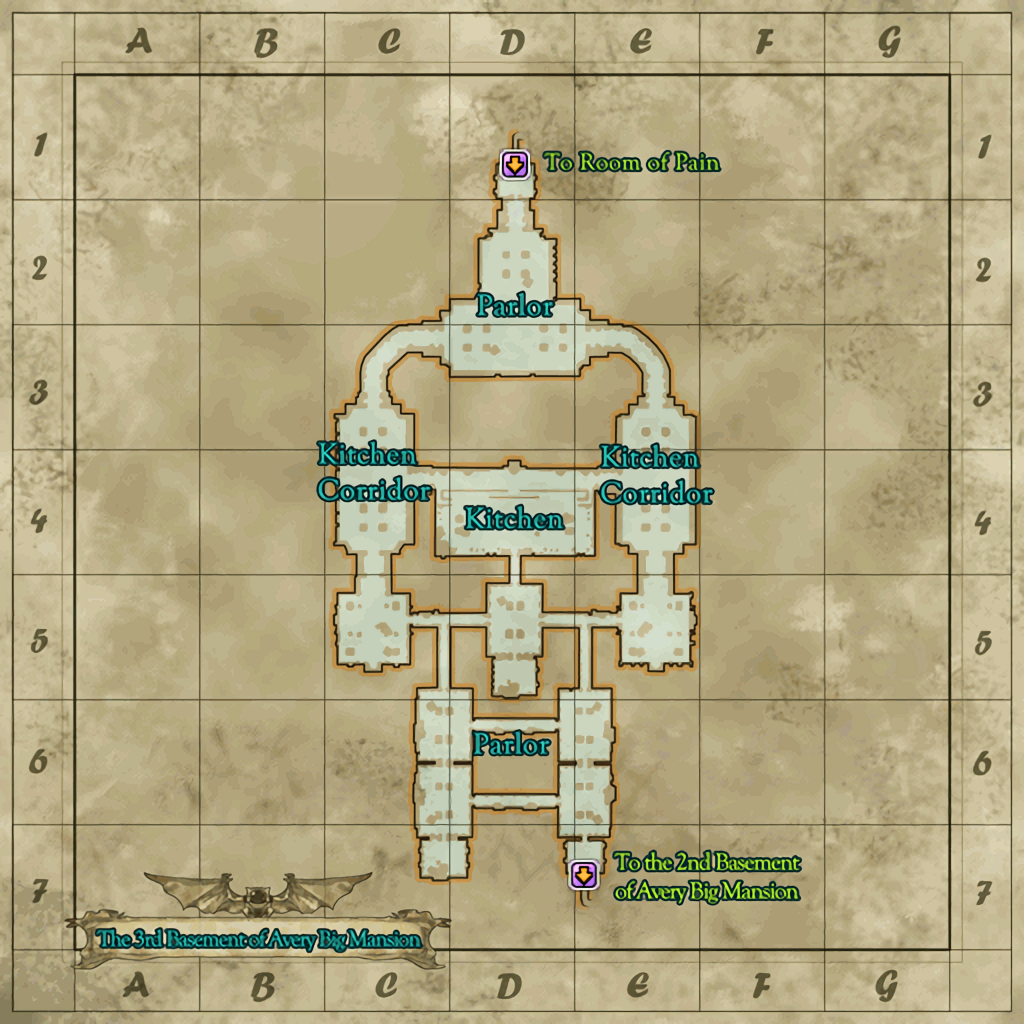 A B C D E F G
1 1
To Room of Pain
2 2
Parlor
3 3
Kitchen
Corridor
Kitchen
Corridor
Kitchen
4 4
5 5
Parlor
6 6
To the 2nd Basement
of Avery Big Mansion
7 7
The 3rd Basement of Avery Big Mansion
A B C D E F G